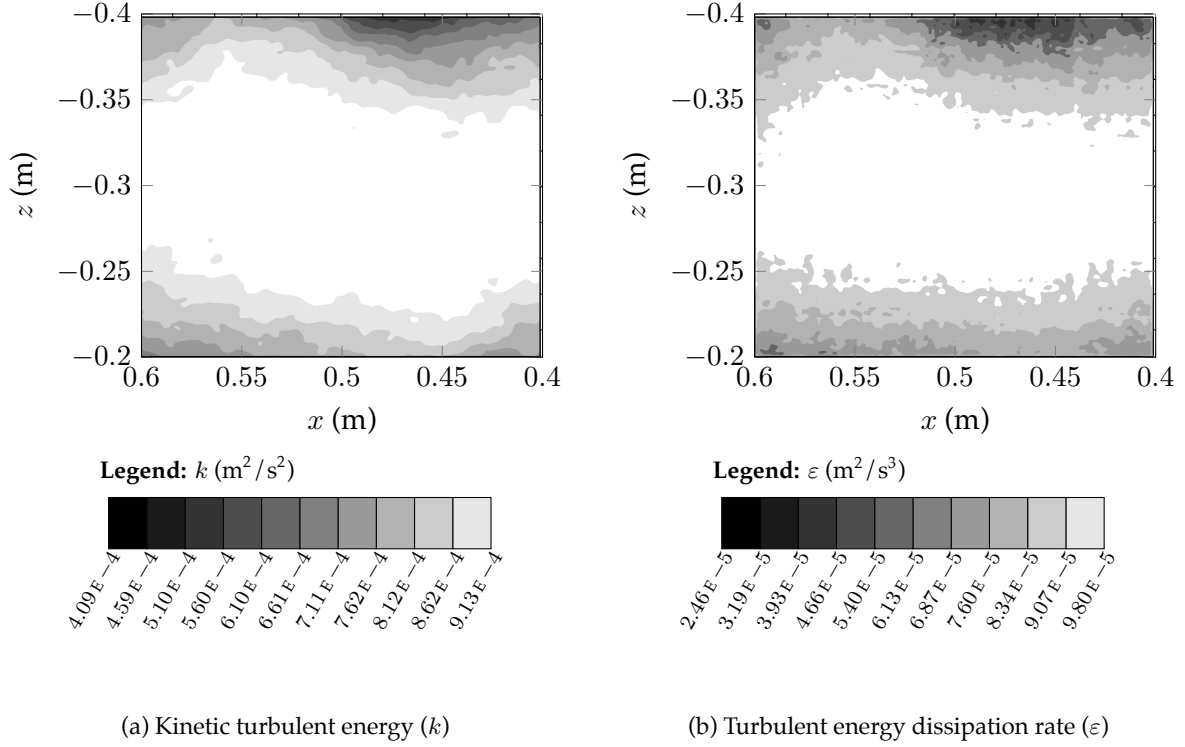 −0.4
−0.35
−0.3
−0.25
−0.2
z (m)
0.6 0.55 0.5 0.45 0.4
x (m)
Legend: k (m²/s²)
4.09E−4 4.59E−4 5.10E−4 5.60E−4 6.10E−4 6.61E−4 7.11E−4 7.62E−4 8.12E−4 8.62E−4 9.13E−4
(a) Kinetic turbulent energy (k)
−0.4
−0.35
−0.3
−0.25
−0.2
z (m)
0.6 0.55 0.5 0.45 0.4
x (m)
Legend: ε (m²/s³)
2.46E−5 3.19E−5 3.93E−5 4.66E−5 5.40E−5 6.13E−5 6.87E−5 7.60E−5 8.34E−5 9.07E−5 9.80E−5
(b) Turbulent energy dissipation rate (ε)